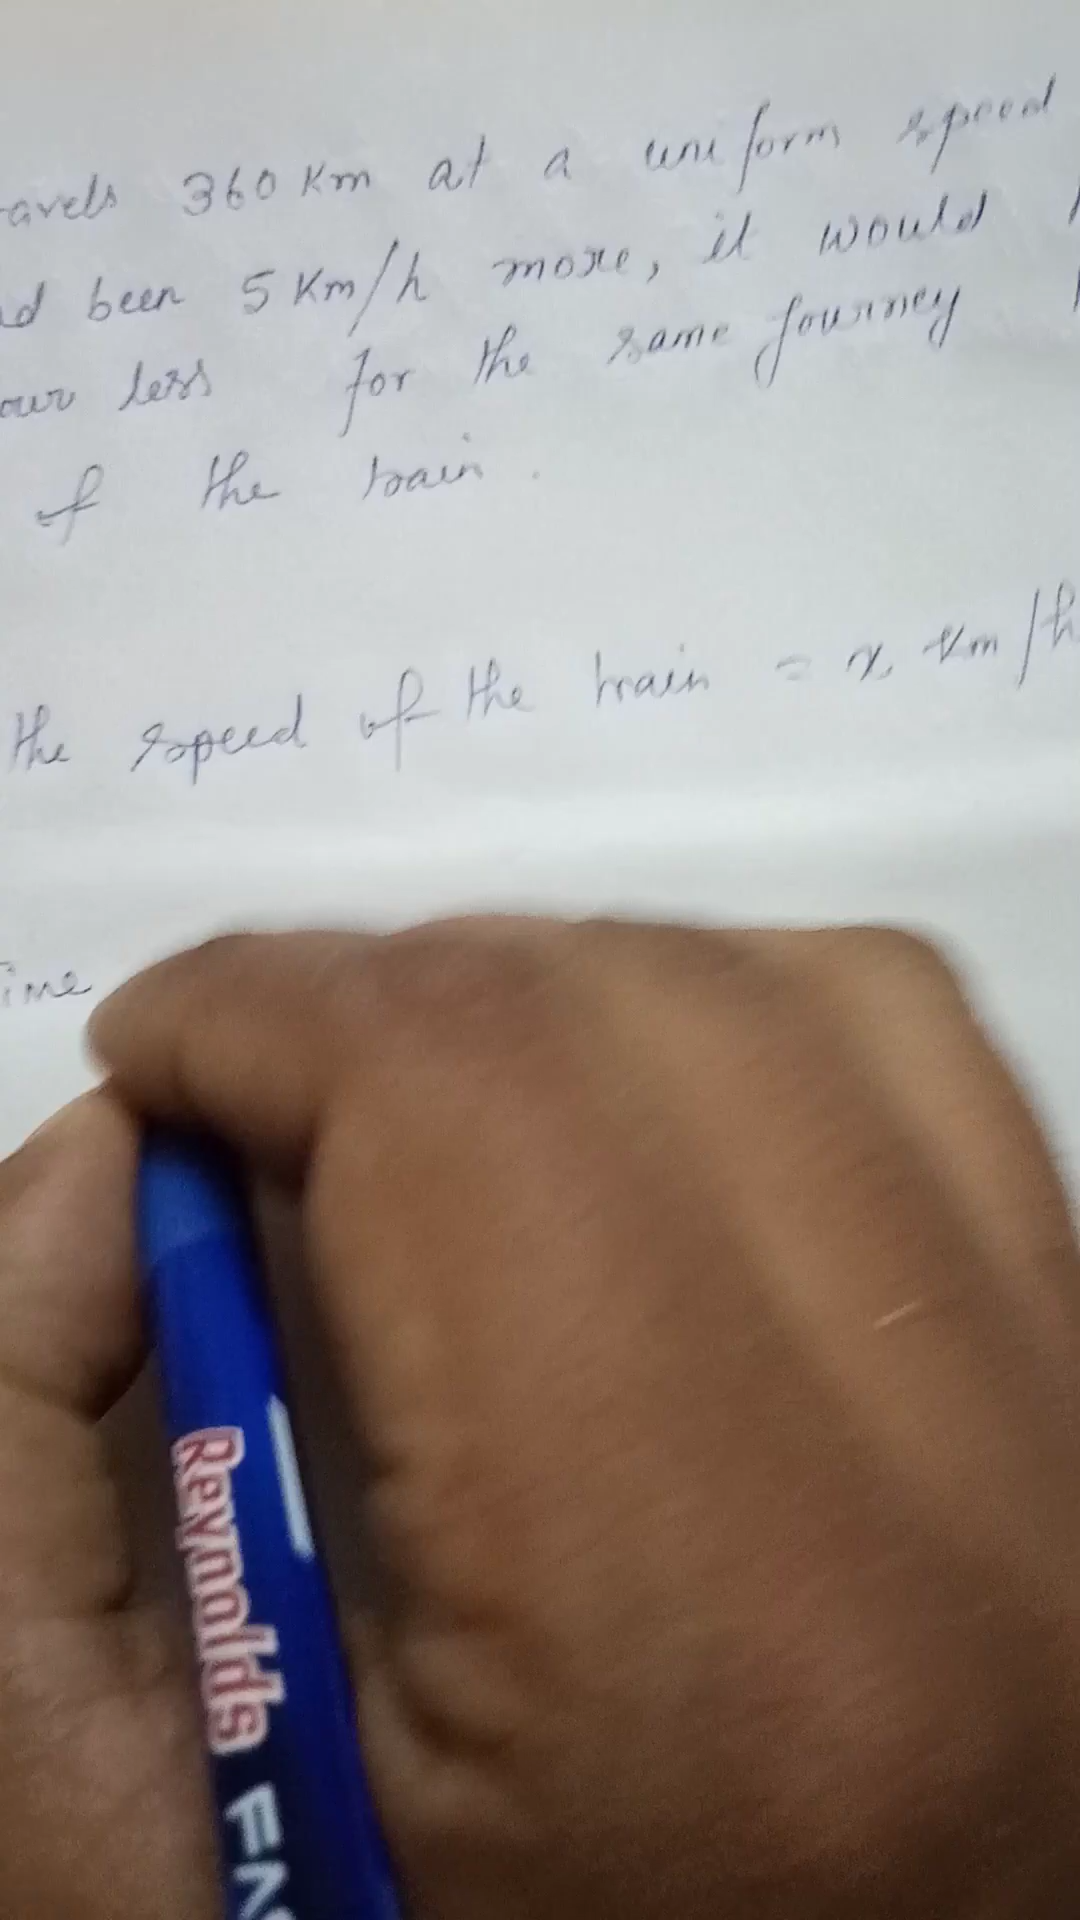 avels 360 Km at a uniform speed
d been 5 Km/h more, it would
our less for the same journey
of the train.
the speed of the train = x km/h
ime
Reynolds